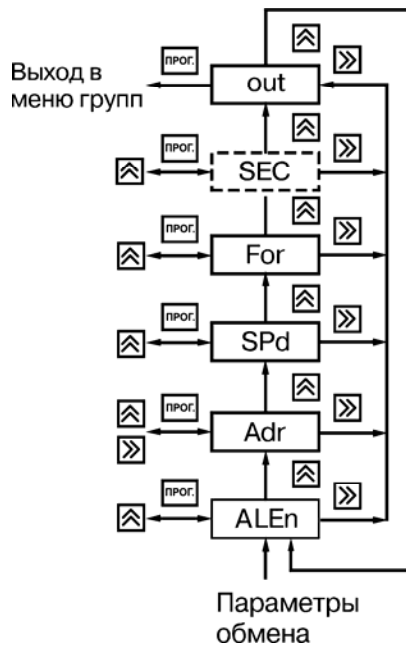 ПРОГ.
Выход в
меню групп
out
ПРОГ.
SEC
ПРОГ.
For
ПРОГ.
SPd
ПРОГ.
Adr
ПРОГ.
ALEn
Параметры
обмена